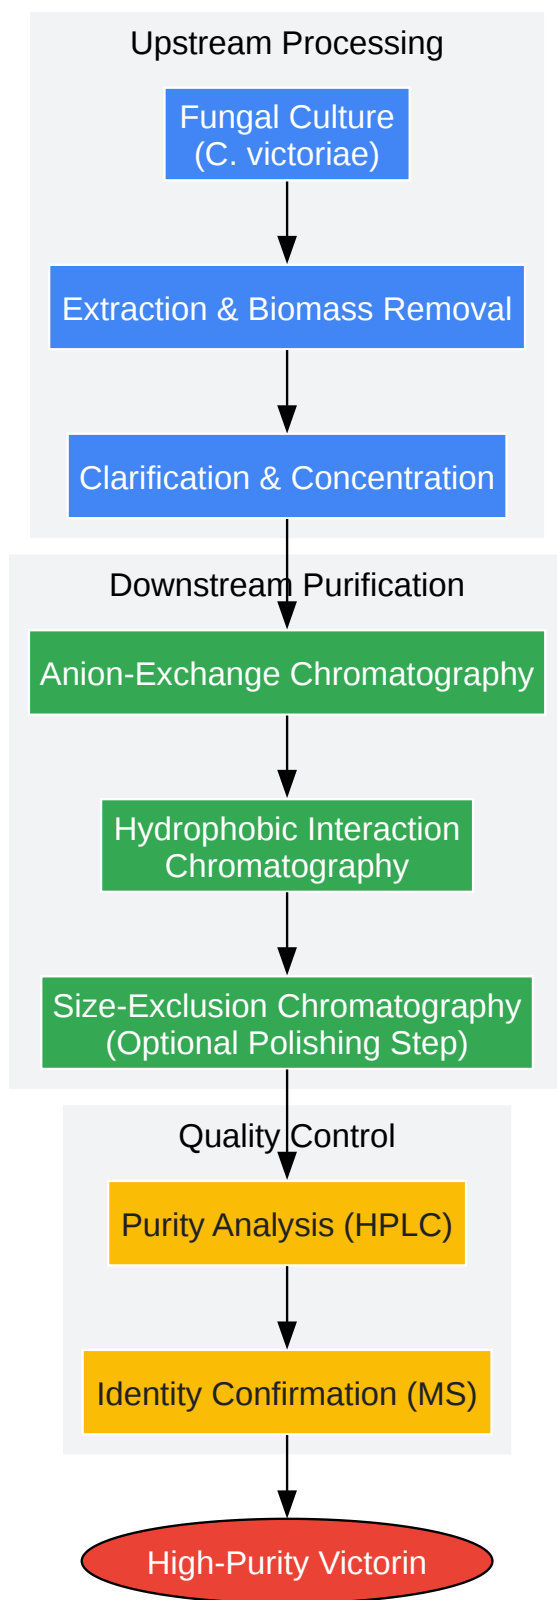 Upstream Processing
Fungal Culture
(C. victoriae)
Extraction & Biomass Removal
Clarification & Concentration
Downstream Purification
Anion-Exchange Chromatography
Hydrophobic Interaction
Chromatography
Size-Exclusion Chromatography
(Optional Polishing Step)
Quality Control
Purity Analysis (HPLC)
Identity Confirmation (MS)
High-Purity Victorin